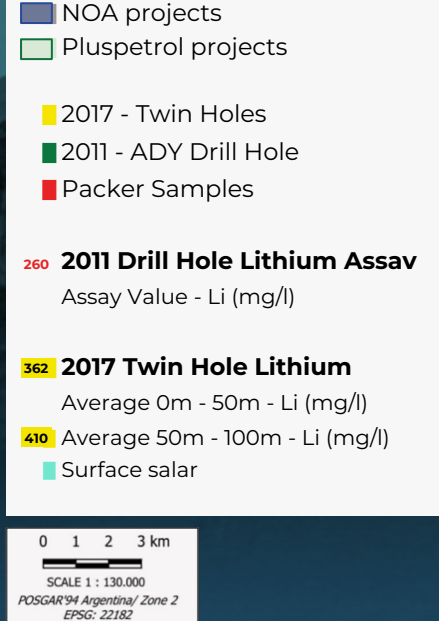 NOA projects
Pluspetrol projects
2017 - Twin Holes
2011 - ADY Drill Hole
Packer Samples
260 2011 Drill Hole Lithium Assav
Assay Value - Li (mg/l)
362 2017 Twin Hole Lithium
Average 0m - 50m - Li (mg/l)
410 Average 50m - 100m - Li (mg/l)
Surface salar
0 1 2 3 km
SCALE 1 : 130.000
POSGAR'94 Argentina/ Zone 2
EPSG: 22182